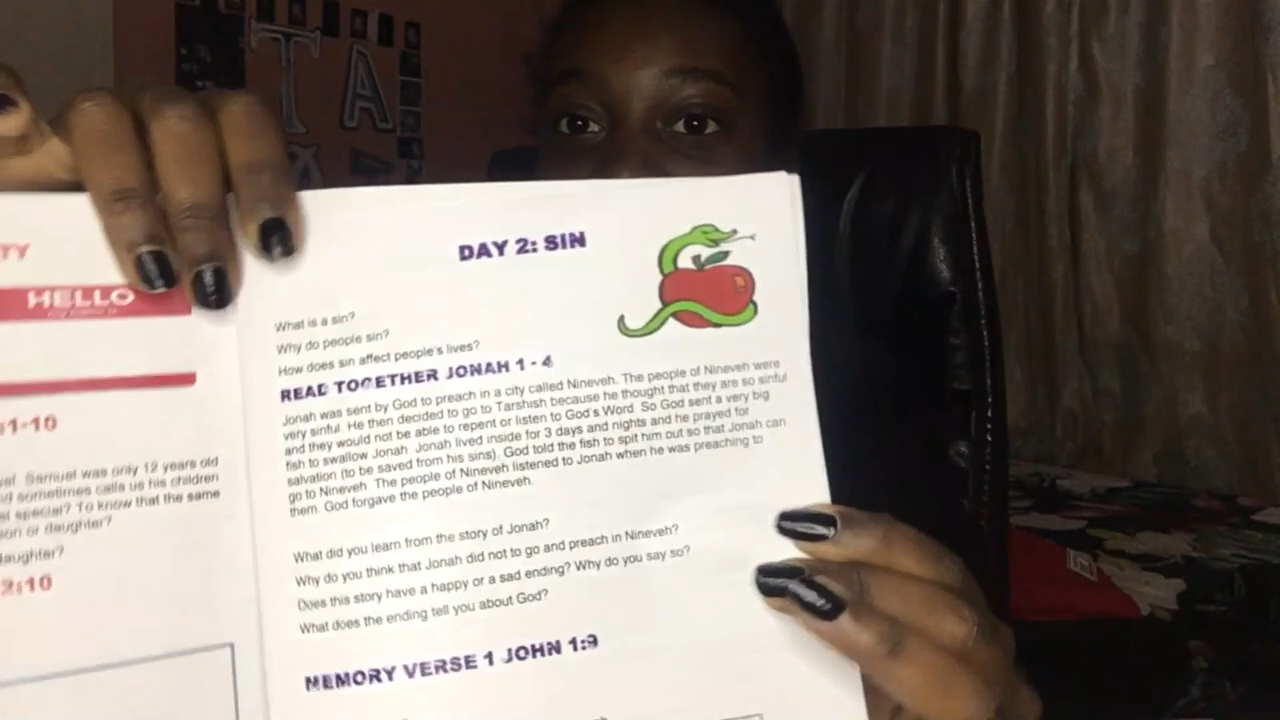 T A
TY
HELLO
my name is
1-10
Samuel was only 12 years old
sometimes calls us his children
special? To know that the same
son or daughter?
daughter?
2:10
DAY 2: SIN
What is a sin?
Why do people sin?
How does sin affect people's lives?
READ TOGETHER JONAH 1 - 4
Jonah was sent by God to preach in a city called Nineveh. The people of Nineveh were
very sinful. He then decided to go to Tarshish because he thought that they are so sinful
and they would not be able to repent or listen to God's Word. So God sent a very big
fish to swallow Jonah. Jonah lived inside for 3 days and nights and he prayed for
salvation (to be saved from his sins). God told the fish to spit him out so that Jonah can
go to Nineveh. The people of Nineveh listened to Jonah when he was preaching to
them. God forgave the people of Nineveh.
What did you learn from the story of Jonah?
Why do you think that Jonah did not to go and preach in Nineveh?
Does this story have a happy or a sad ending? Why do you say so?
What does the ending tell you about God?
MEMORY VERSE 1 JOHN 1:9